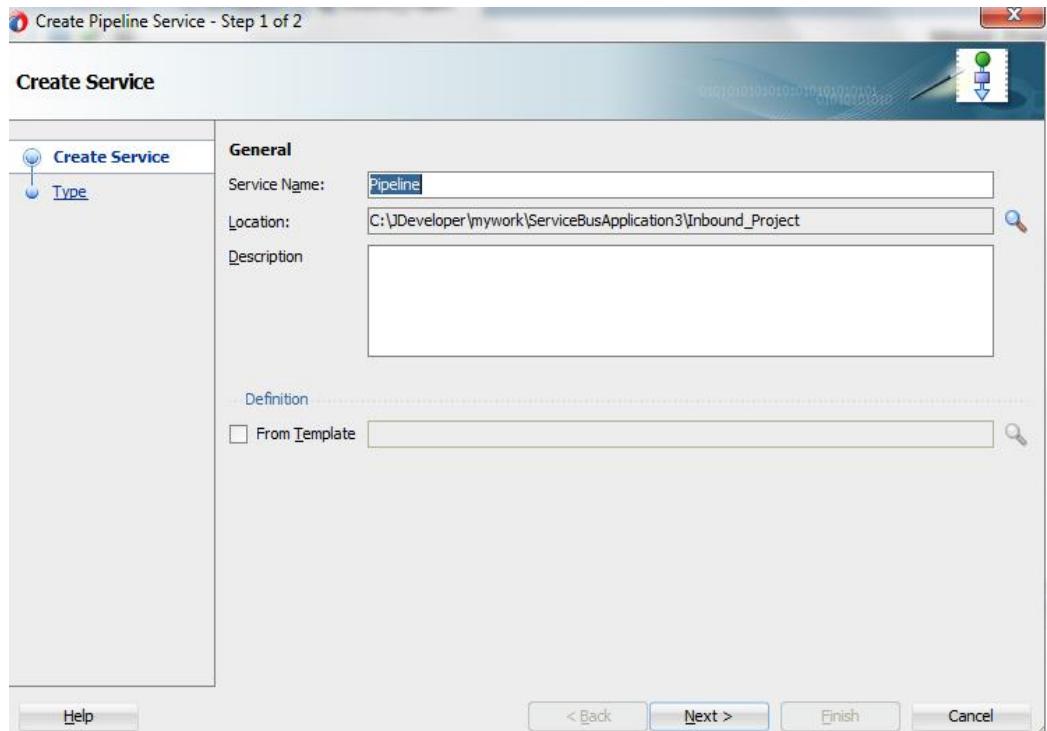 Create Pipeline Service - Step 1 of 2
Create Service
Create Service
Type
General
Service Name: Pipeline
Location: C:\JDeveloper\mywork\ServiceBusApplication3\Inbound_Project
Description
Definition
From Template
Help < Back Next > Finish Cancel